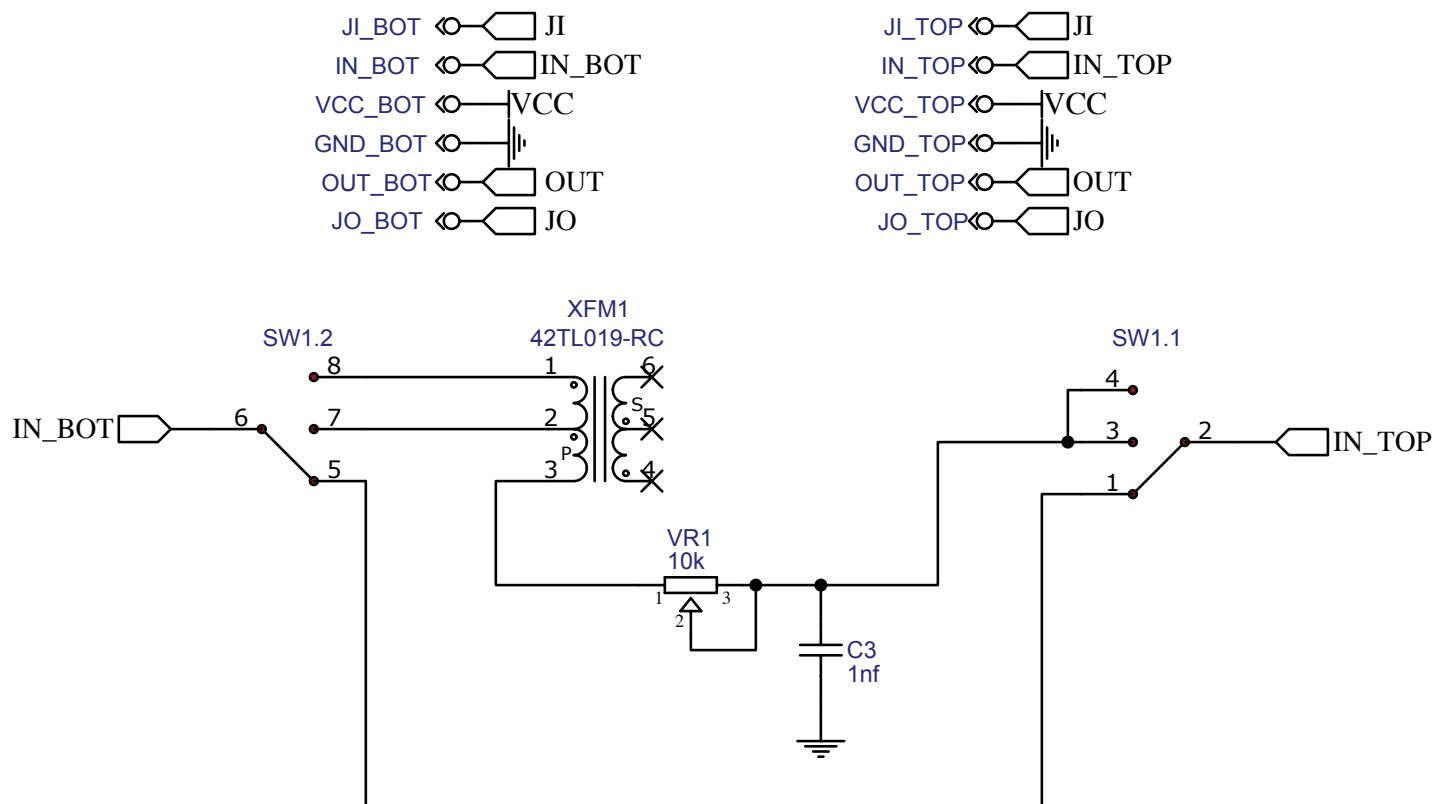 JI_BOT JI
IN_BOT IN_BOT
VCC_BOT VCC
GND_BOT
OUT_BOT OUT
JO_BOT JO
JI_TOP JI
IN_TOP IN_TOP
VCC_TOP VCC
GND_TOP
OUT_TOP OUT
JO_TOP JO
XFM1
42TL019-RC
SW1.2
8
7
6
5
IN_BOT
1
2
3
P
S
6
5
4
SW1.1
4
3
2
1
IN_TOP
VR1
10k
1
3
2
C3
1nf